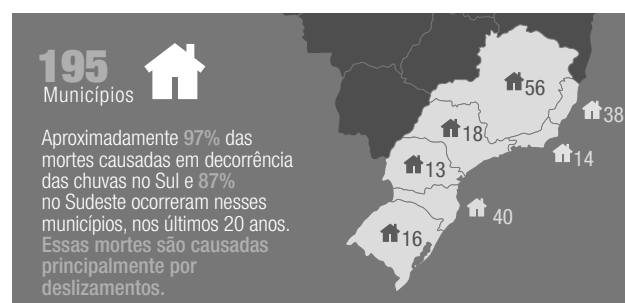 195
Municípios
Aproximadamente 97% das
mortes causadas em decorrência
das chuvas no Sul e 87%
no Sudeste ocorreram nesses
municípios, nos últimos 20 anos.
Essas mortes são causadas
principalmente por
deslizamentos.
56
38
18
14
13
40
16